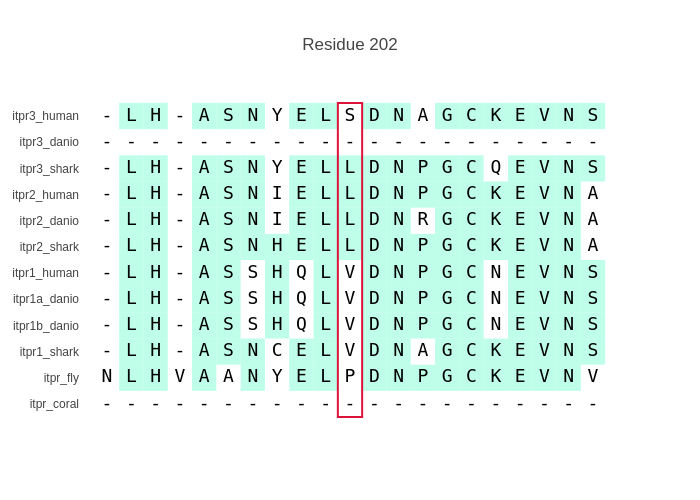 Residue 202
itpr3_human - L H - A S N Y E L S D N A G C K E V N S
itpr3_danio - - - - - - - - - - - - - - - - - - - - -
itpr3_shark - L H - A S N Y E L L D N P G C Q E V N S
itpr2_human - L H - A S N I E L L D N P G C K E V N A
itpr2_danio - L H - A S N I E L L D N R G C K E V N A
itpr2_shark - L H - A S N H E L L D N P G C K E V N A
itpr1_human - L H - A S S H Q L V D N P G C N E V N S
itpr1a_danio - L H - A S S H Q L V D N P G C N E V N S
itpr1b_danio - L H - A S S H Q L V D N P G C N E V N S
itpr1_shark - L H - A S N C E L V D N A G C K E V N S
itpr_fly N L H V A A N Y E L P D N P G C K E V N V
itpr_coral - - - - - - - - - - - - - - - - - - - - -